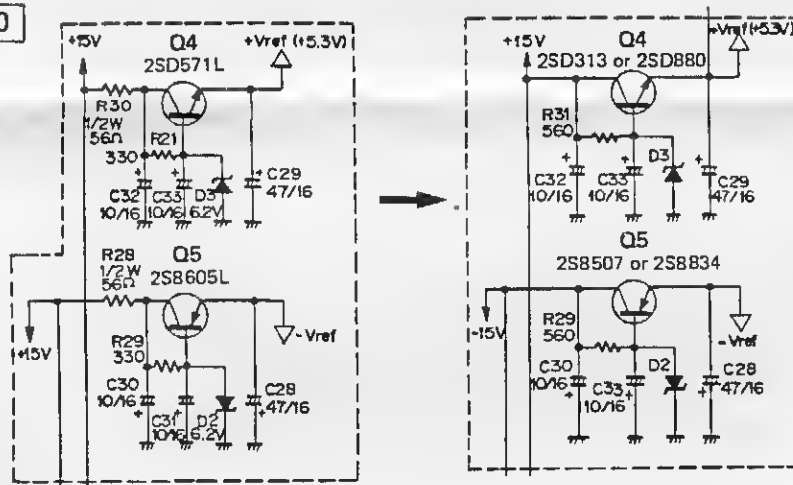 +15V
Q4
2SD571L
+Vref (+5.3V)
R30
1/2W
56Ω
R21
330
C32
10/16
C33
10/16
D3
6.2V
C29
47/16
R28
1/2W
56Ω
Q5
2S8605L
+15V
-Vref
R29
330
C30
10/16
C31
10/16
D2
6.2V
C28
47/16
+15V
Q4
2SD313 or 2SD880
+Vref (+5.3V)
R31
560
D3
C32
10/16
C33
10/16
C29
47/16
Q5
2S8507 or 2S8834
-15V
-Vref
R29
560
D2
C30
10/16
C33
10/16
C28
47/16